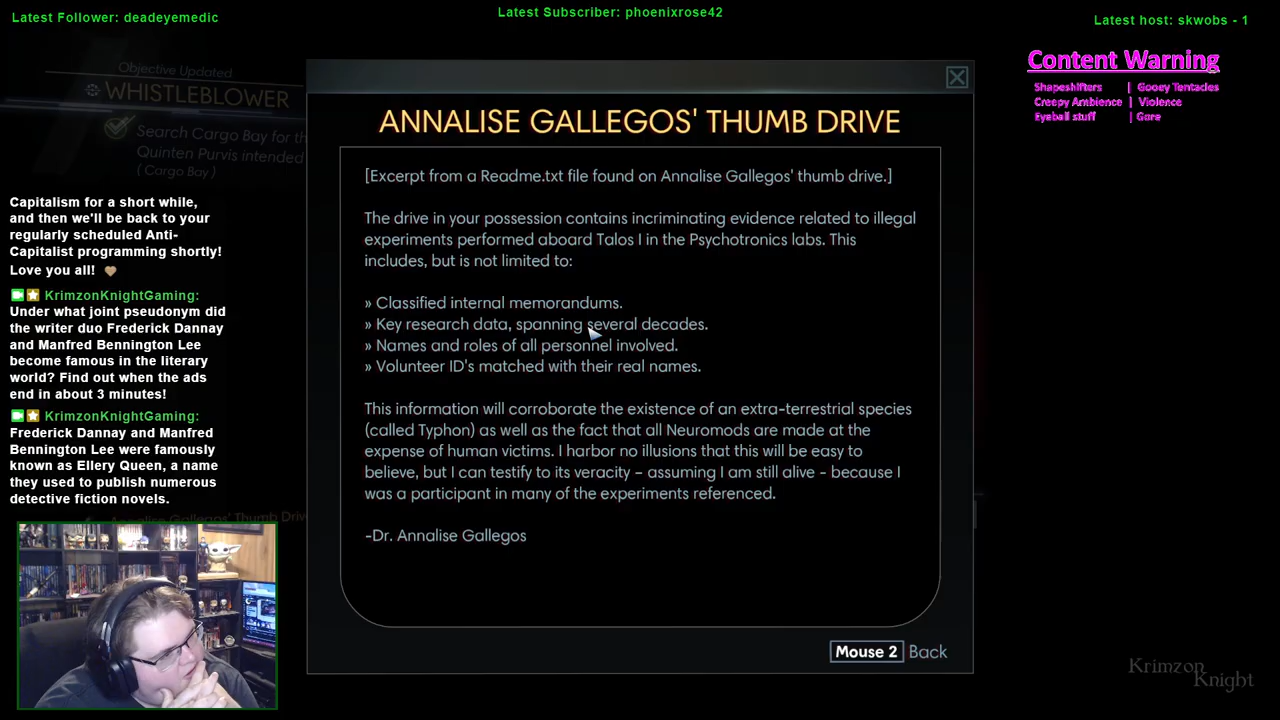 Latest Follower: deadeyemedic
Latest Subscriber: phoenixrose42
Latest host: skwobs - 1
Content Warning
Shapeshifters | Gooey Tentacles
Creepy Ambience | Violence
Eyeball stuff | Gore
Objective Updated
WHISTLEBLOWER
Search Cargo Bay for th
Quinten Purvis intended
( Cargo Bay )
Capitalism for a short while,
and then we'll be back to your
regularly scheduled Anti-
Capitalist programming shortly!
Love you all!
KrimzonKnightGaming:
Under what joint pseudonym did
the writer duo Frederick Dannay
and Manfred Bennington Lee
become famous in the literary
world? Find out when the ads
end in about 3 minutes!
KrimzonKnightGaming:
Frederick Dannay and Manfred
Bennington Lee were famously
known as Ellery Queen, a name
they used to publish numerous
detective fiction novels.
Annalise Gallegos' Thumb Driv
ANNALISE GALLEGOS' THUMB DRIVE
[Excerpt from a Readme.txt file found on Annalise Gallegos' thumb drive.]
The drive in your possession contains incriminating evidence related to illegal
experiments performed aboard Talos I in the Psychotronics labs. This
includes, but is not limited to:
» Classified internal memorandums.
» Key research data, spanning several decades.
» Names and roles of all personnel involved.
» Volunteer ID's matched with their real names.
This information will corroborate the existence of an extra-terrestrial species
(called Typhon) as well as the fact that all Neuromods are made at the
expense of human victims. I harbor no illusions that this will be easy to
believe, but I can testify to its veracity – assuming I am still alive - because I
was a participant in many of the experiments referenced.
-Dr. Annalise Gallegos
Mouse 2 Back
Krimzon
Knight